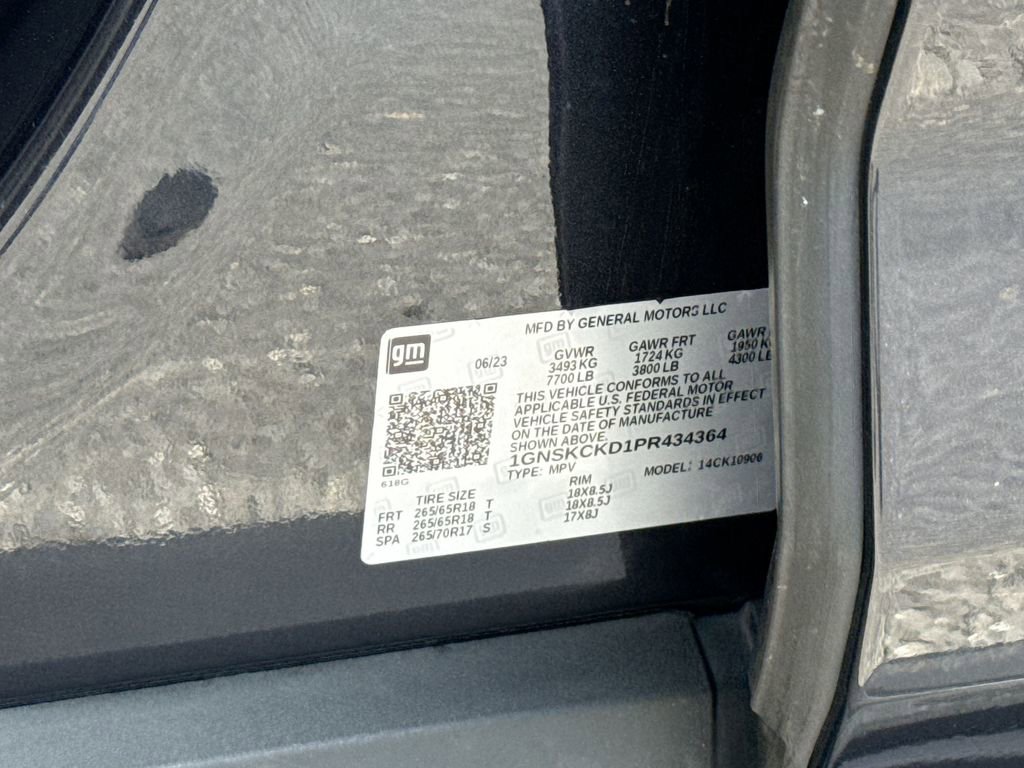 MFD BY GENERAL MOTORS LLC
gm
06/23
GVWR GAWR FRT GAWR
3493 KG 1724 KG 1950
7700 LB 3800 LB 4300
THIS VEHICLE CONFORMS TO ALL
APPLICABLE U.S. FEDERAL MOTOR
VEHICLE SAFETY STANDARDS IN EFFECT
ON THE DATE OF MANUFACTURE
SHOWN ABOVE.
1GNSKCKD1PR434364
TYPE: MPV MODEL: 14CK10906
618G
TIRE SIZE RIM
FRT 265/65R18 T 18X8.5J
RR 265/65R18 T 18X8.5J
SPA 265/70R17 S 17X8J